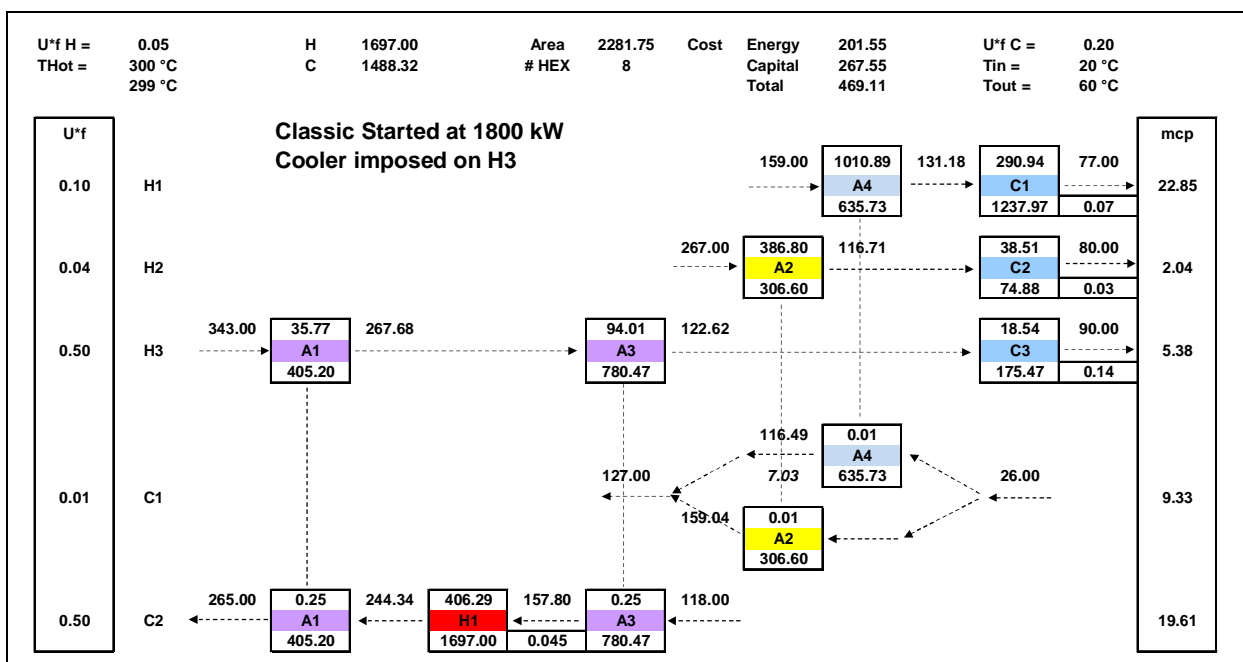 U*f H = 0.05 H 1697.00 Area 2281.75 Cost Energy 201.55 U*f C = 0.20
THot = 300 °C C 1488.32 # HEX 8 Capital 267.55 Tin = 20 °C
299 °C Total 469.11 Tout = 60 °C
U*f Classic Started at 1800 kW mcp
Cooler imposed on H3
159.00 1010.89 131.18 290.94 77.00
0.10 H1 A4 C1 22.85
635.73 1237.97 0.07
267.00 386.80 116.71 38.51 80.00
0.04 H2 A2 C2 2.04
306.60 74.88 0.03
343.00 35.77 267.68 94.01 122.62 18.54 90.00
0.50 H3 A1 A3 C3 5.38
405.20 780.47 175.47 0.14
116.49 0.01
A4
127.00 7.03 635.73 26.00
0.01 C1 9.33
159.04 0.01
A2
306.60
265.00 0.25 244.34 406.29 157.80 0.25 118.00
0.50 C2 A1 H1 A3 19.61
405.20 1697.00 0.045 780.47